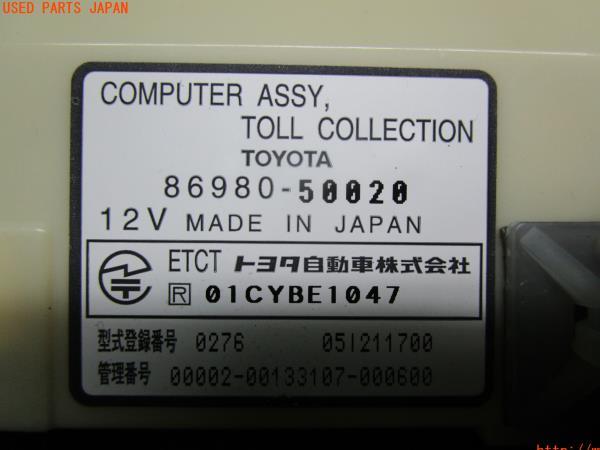 USED PARTS JAPAN
COMPUTER ASSY,
TOLL COLLECTION
TOYOTA
86980-50020
12V MADE IN JAPAN
ETCT トヨタ自動車株式会社
R 01CYBE1047
型式登録番号 0276 05I211700
管理番号 00002-00133107-000600